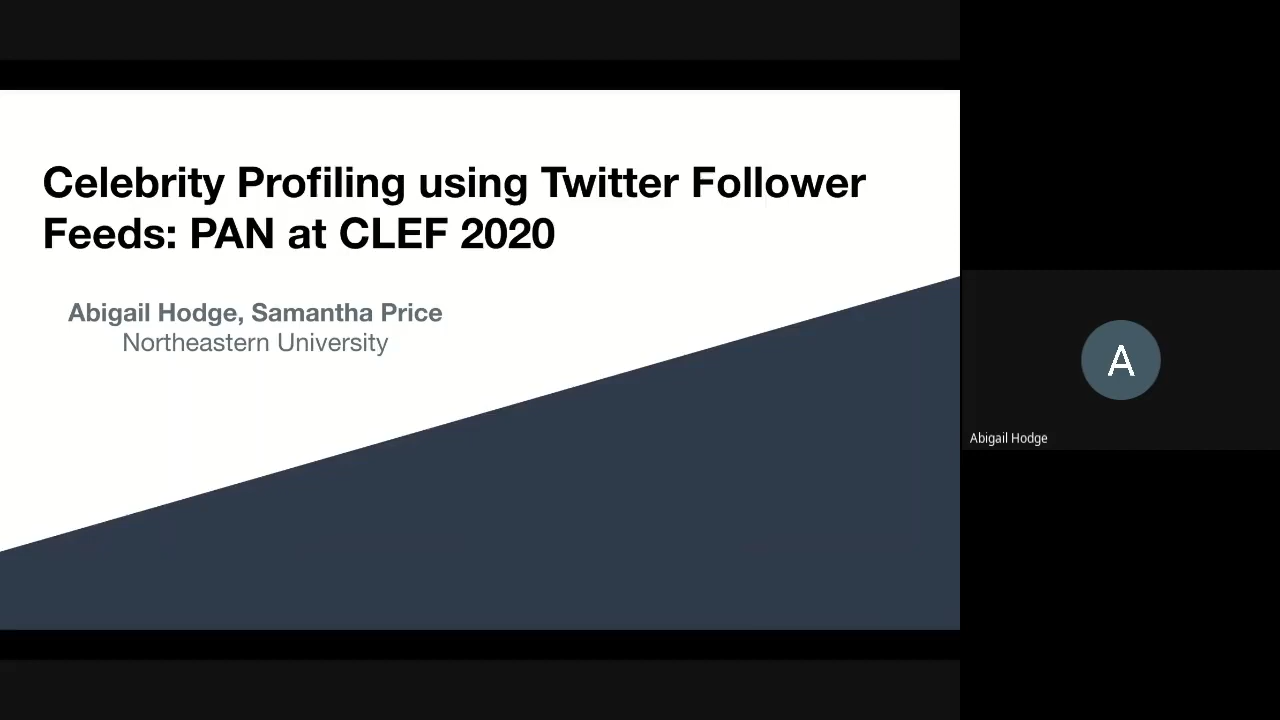 Celebrity Profiling using Twitter Follower
Feeds: PAN at CLEF 2020
Abigail Hodge, Samantha Price
Northeastern University
A
Abigail Hodge